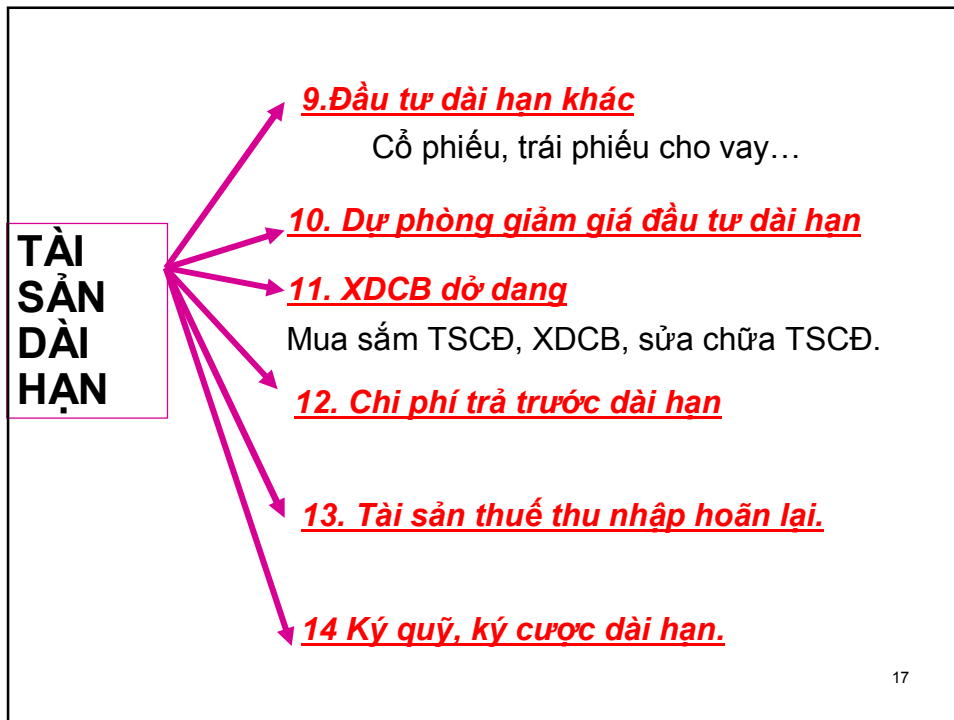 9.Đầu tư dài hạn khác
Cổ phiếu, trái phiếu cho vay…
10. Dự phòng giảm giá đầu tư dài hạn
TÀI
SẢN
DÀI
HẠN
11. XDCB dở dang
Mua sắm TSCĐ, XDCB, sửa chữa TSCĐ.
12. Chi phí trả trước dài hạn
13. Tài sản thuế thu nhập hoãn lại.
14 Ký quỹ, ký cược dài hạn.
17